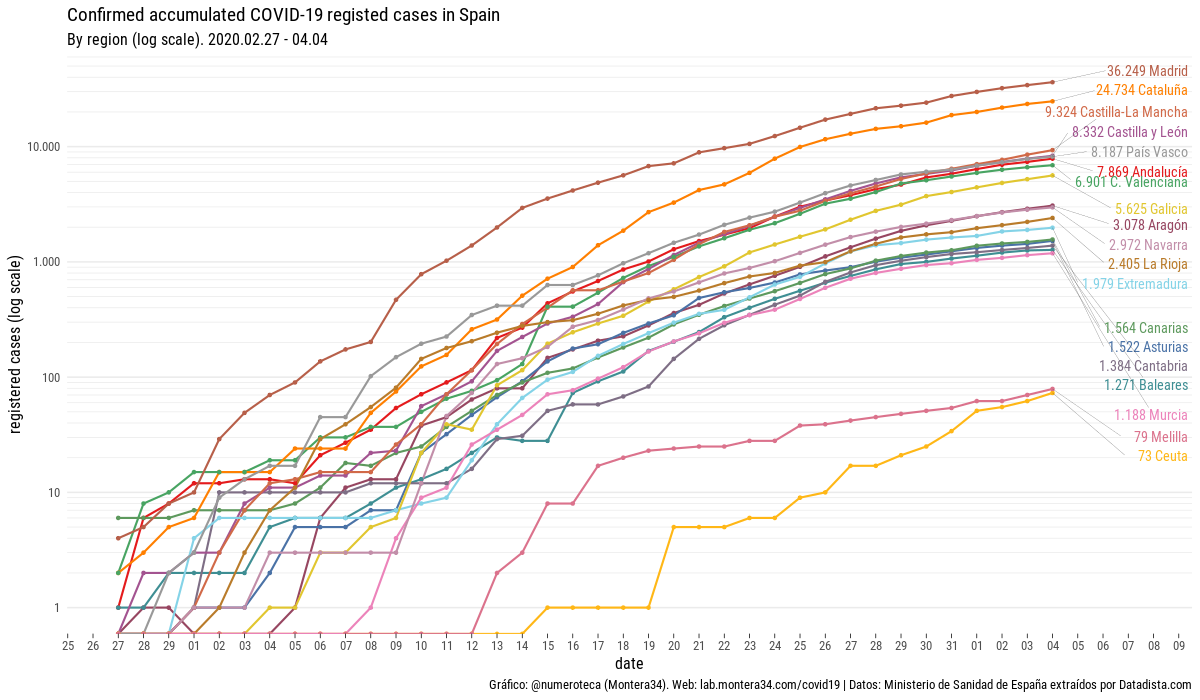 Confirmed accumulated COVID-19 registed cases in Spain
By region (log scale). 2020.02.27 - 04.04
registered cases (log scale)
10.000
1.000
100
10
1
36.249 Madrid
24.734 Cataluña
9.324 Castilla-La Mancha
8.332 Castilla y León
8.187 País Vasco
7.869 Andalucía
6.901 C. Valenciana
5.625 Galicia
3.078 Aragón
2.972 Navarra
2.405 La Rioja
1.979 Extremadura
1.564 Canarias
1.522 Asturias
1.384 Cantabria
1.271 Baleares
1.188 Murcia
79 Melilla
73 Ceuta
25 26 27 28 29 01 02 03 04 05 06 07 08 09 10 11 12 13 14 15 16 17 18 19 20 21 22 23 24 25 26 27 28 29 30 31 01 02 03 04 05 06 07 08 09
date
Gráfico: @numeroteca (Montera34). Web: lab.montera34.com/covid19 | Datos: Ministerio de Sanidad de España extraídos por Datadista.com